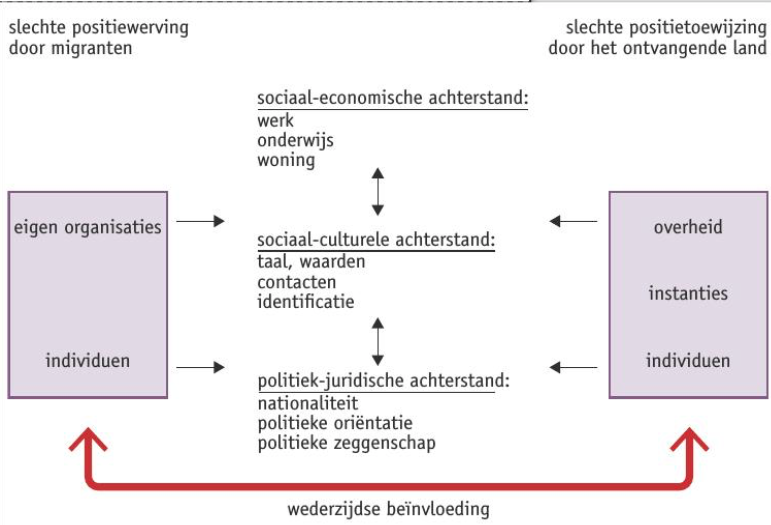 slechte positiewerving
door migranten
slechte positietoewijzing
door het ontvangende land
sociaal-economische achterstand:
werk
onderwijs
woning
eigen organisaties
individuen
sociaal-culturele achterstand:
taal, waarden
contacten
identificatie
politiek-juridische achterstand:
nationaliteit
politieke oriëntatie
politieke zeggenschap
overheid
instanties
individuen
wederzijdse beïnvloeding